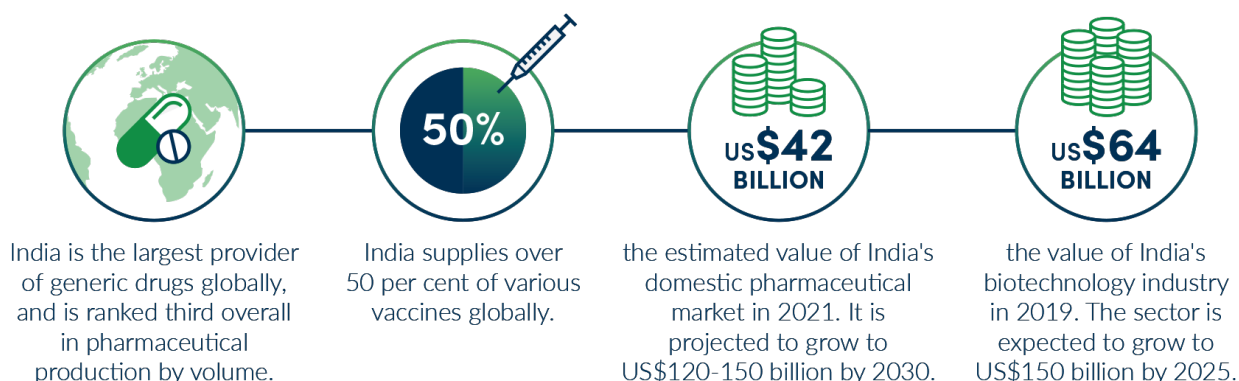 India is the largest provider
of generic drugs globally,
and is ranked third overall
in pharmaceutical
production by volume.
50%
India supplies over
50 per cent of various
vaccines globally.
US$42
BILLION
the estimated value of India's
domestic pharmaceutical
market in 2021. It is
projected to grow to
US$120-150 billion by 2030.
US$64
BILLION
the value of India's
biotechnology industry
in 2019. The sector is
expected to grow to
US$150 billion by 2025.